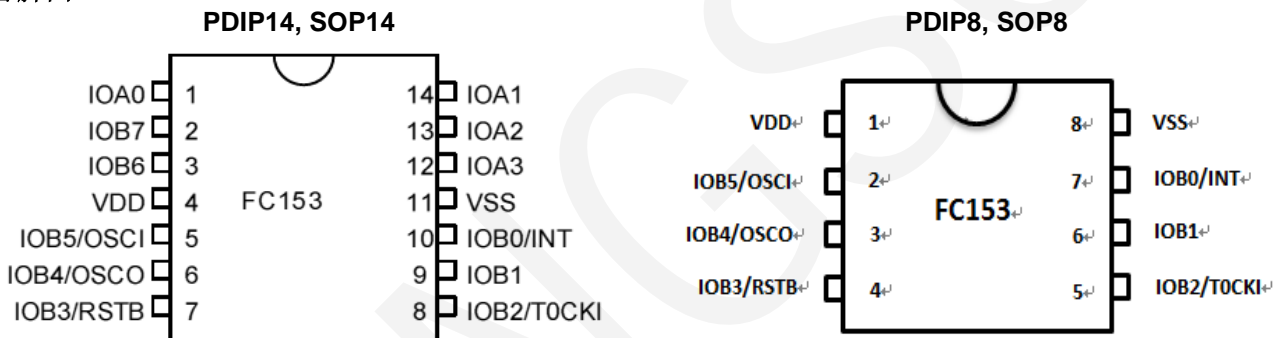 PDIP14, SOP14
IOA0 1 14 IOA1
IOB7 2 13 IOA2
IOB6 3 12 IOA3
VDD 4 FC153 11 VSS
IOB5/OSCI 5 10 IOB0/INT
IOB4/OSCO 6 9 IOB1
IOB3/RSTB 7 8 IOB2/T0CKI
PDIP8, SOP8
VDD 1 8 VSS
IOB5/OSCI 2 7 IOB0/INT
FC153
IOB4/OSCO 3 6 IOB1
IOB3/RSTB 4 5 IOB2/T0CKI